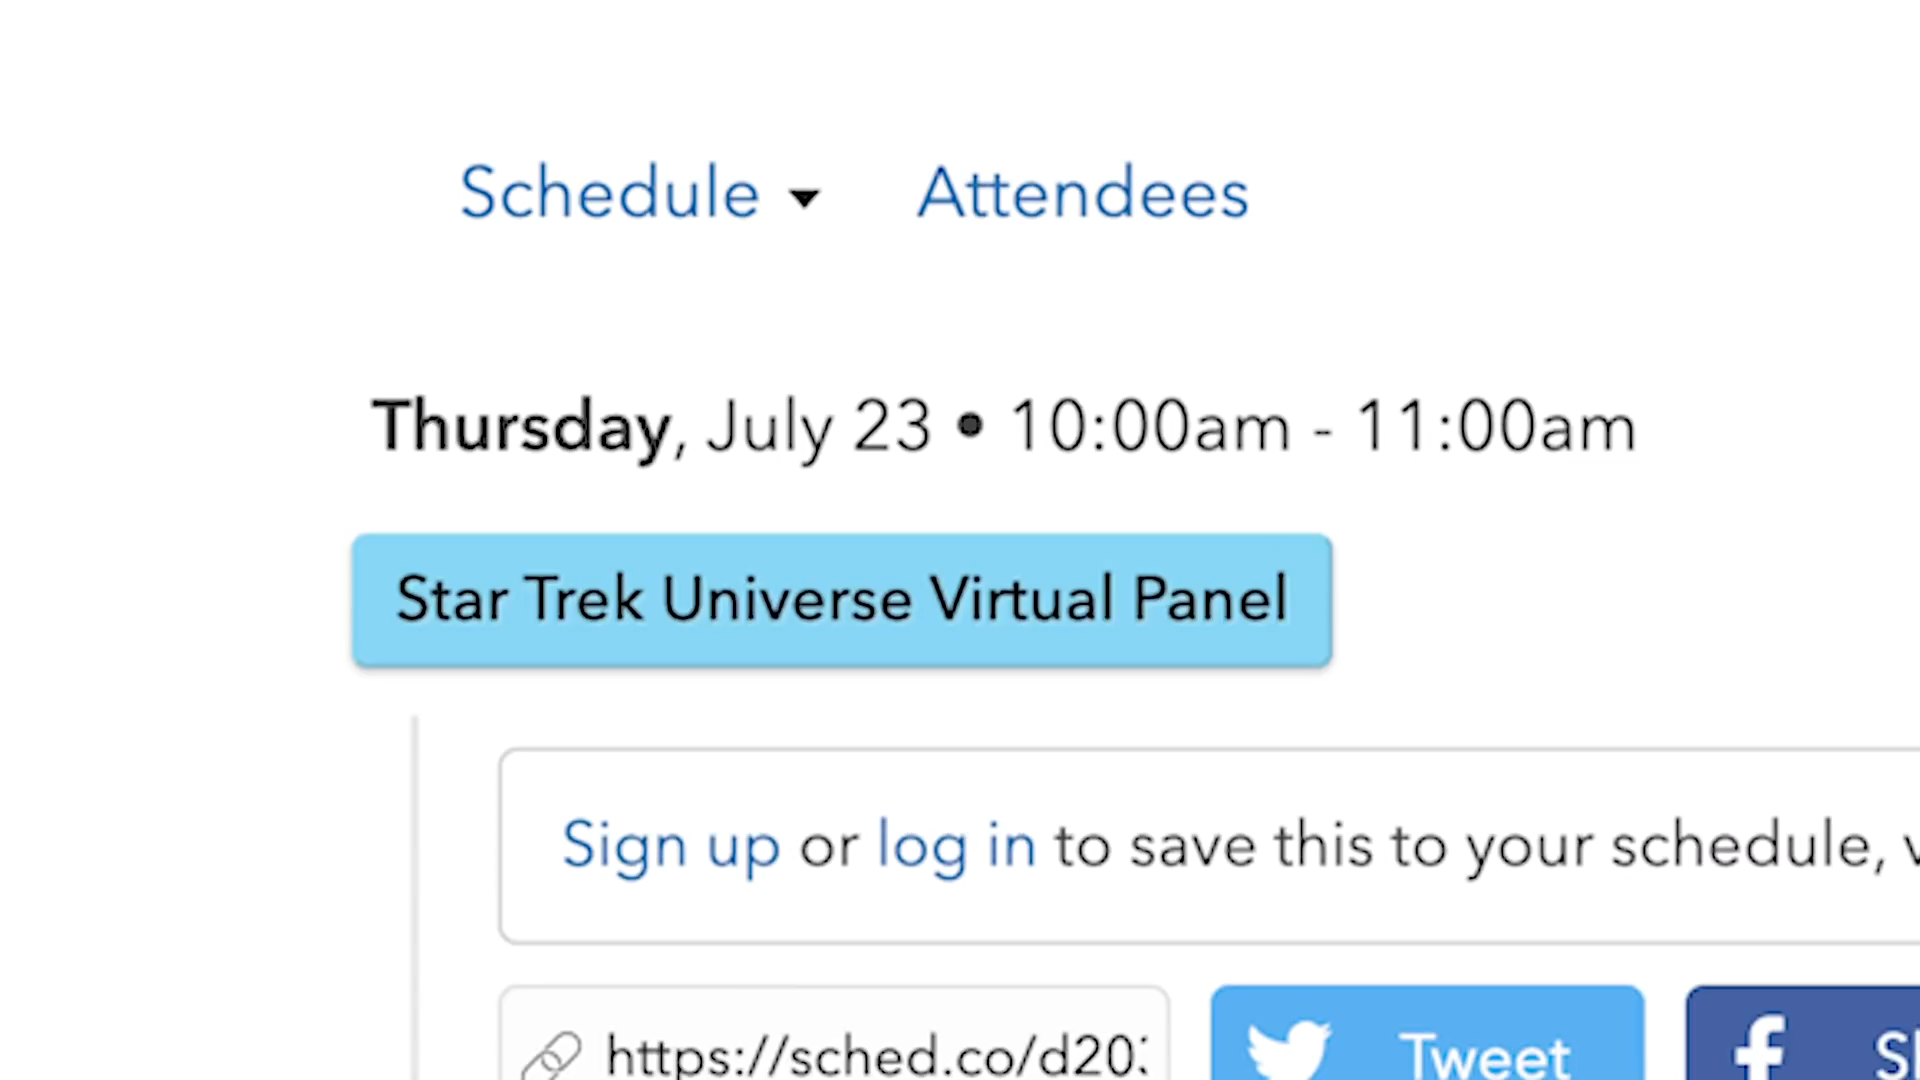 Schedule Attendees
Thursday, July 23 • 10:00am - 11:00am
Star Trek Universe Virtual Panel
Sign up or log in to save this to your schedule,
https://sched.co/d20
Tweet